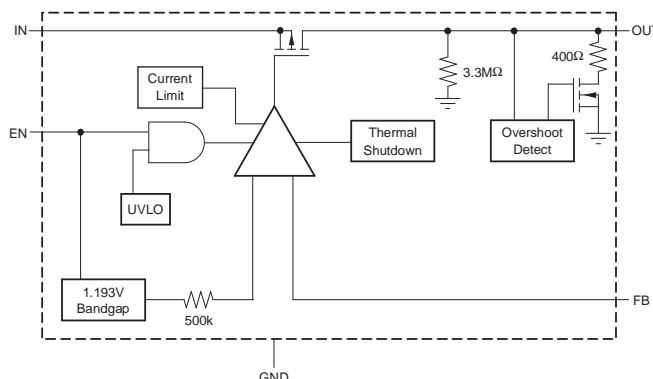 IN
OUT
400Ω
3.3MΩ
Current
Limit
EN
Thermal
Shutdown
Overshoot
Detect
UVLO
1.193V
Bandgap
500k
FB
GND